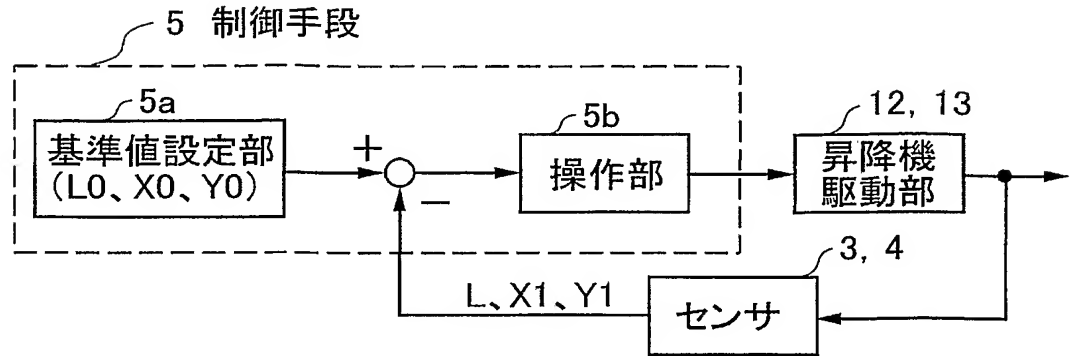 5 制御手段
5a
基準値設定部
(L0、X0、Y0)
+
−
5b
操作部
12, 13
昇降機
駆動部
3, 4
センサ
L、X1、Y1